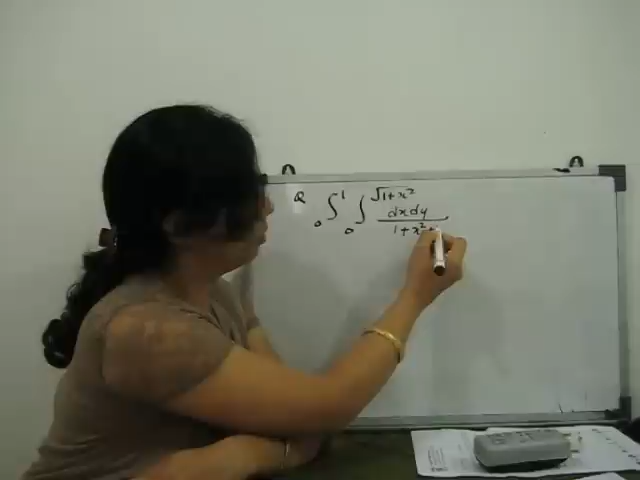 Q ∫₀¹ ∫₀^√1+x² dxdy / 1+x²+